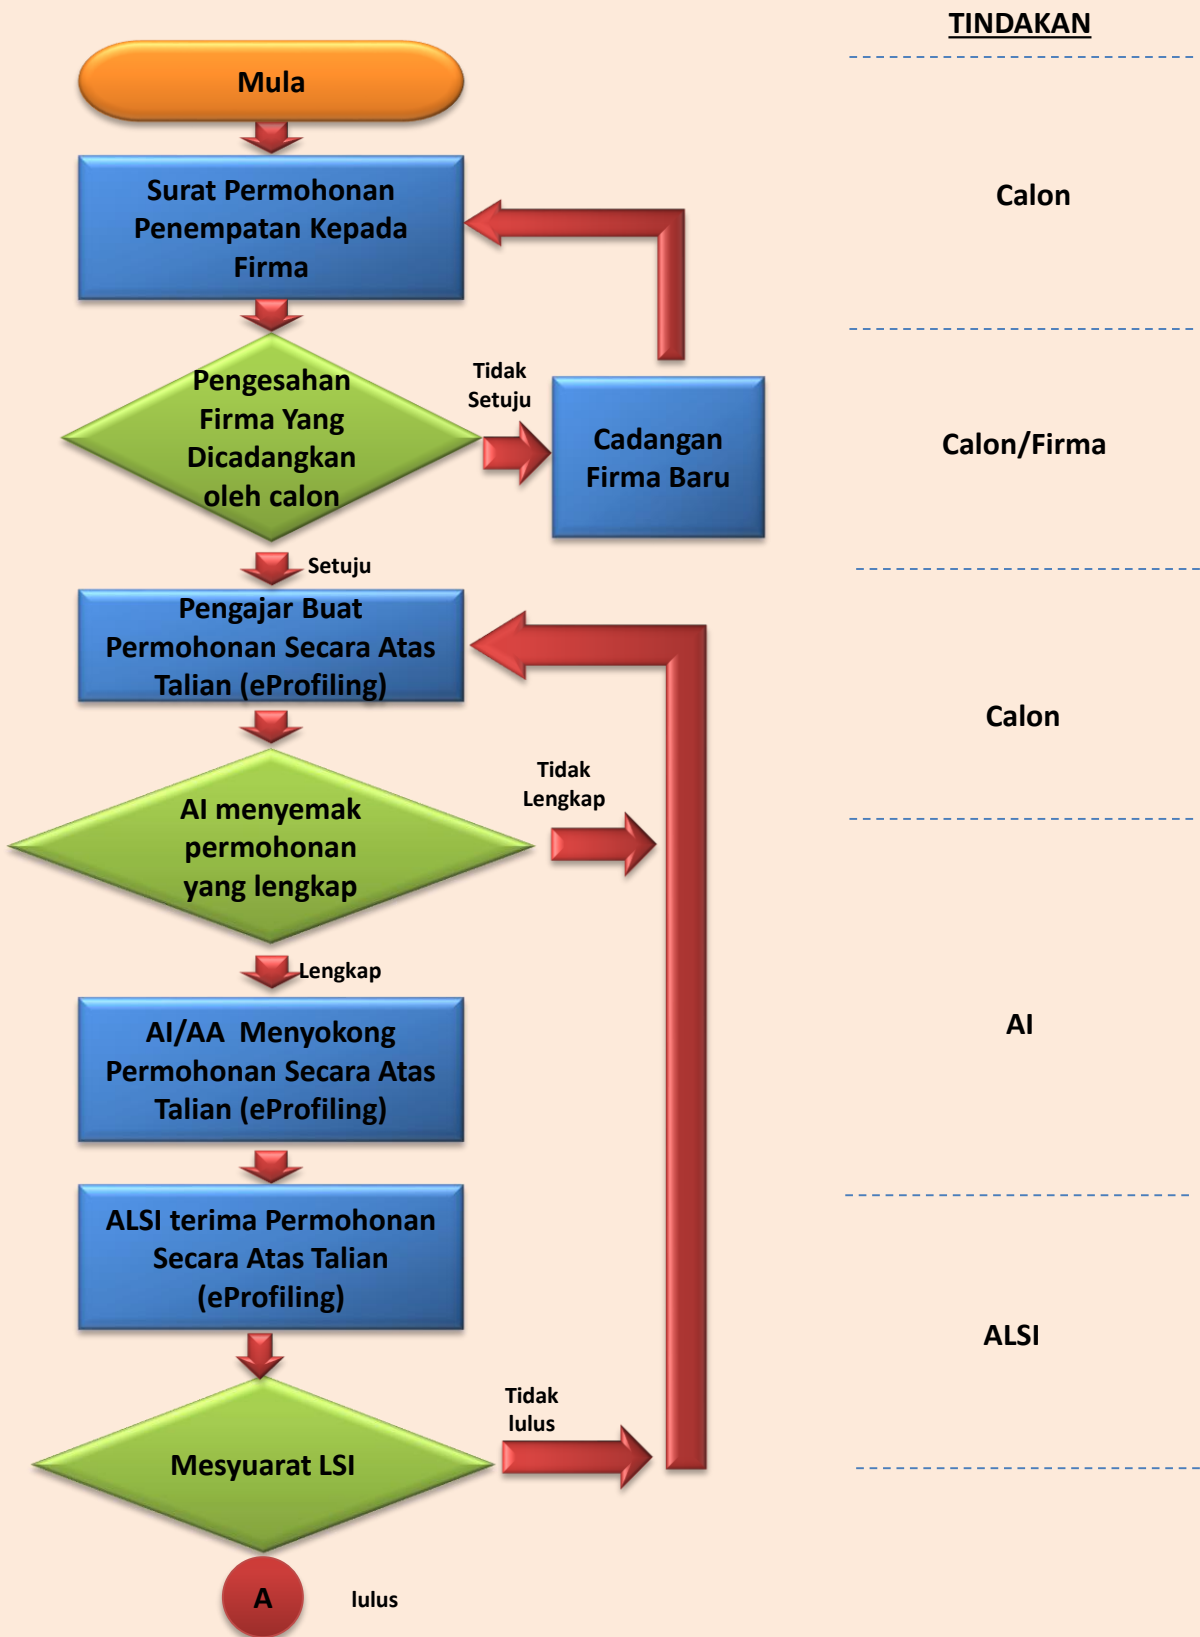 TINDAKAN
Mula
Surat Permohonan
Penempatan Kepada
Firma
Calon
Pengesahan
Firma Yang
Dicadangkan
oleh calon
Tidak
Setuju
Cadangan
Firma Baru
Calon/Firma
Setuju
Pengajar Buat
Permohonan Secara Atas
Talian (eProfiling)
Calon
AI menyemak
permohonan
yang lengkap
Tidak
Lengkap
Lengkap
AI/AA  Menyokong
Permohonan Secara Atas
Talian (eProfiling)
AI
ALSI terima Permohonan
Secara Atas Talian
(eProfiling)
ALSI
Mesyuarat LSI
Tidak
lulus
A
lulus